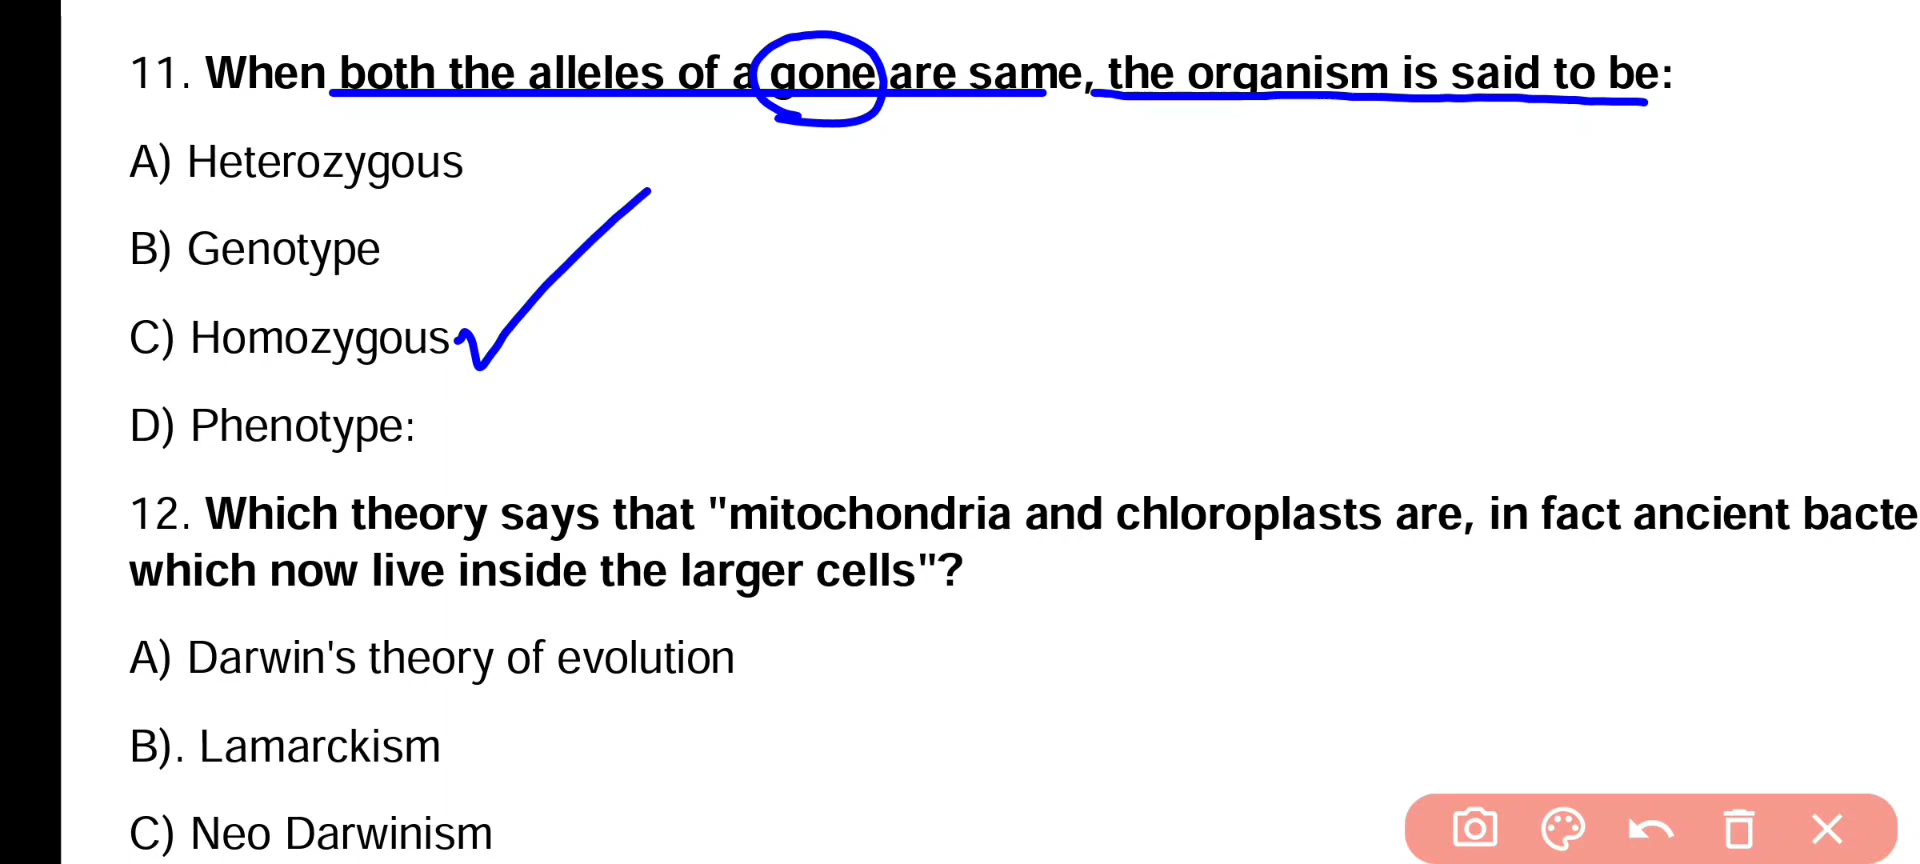 11. When both the alleles of a gone are same, the organism is said to be:
A) Heterozygous
B) Genotype
C) Homozygous
D) Phenotype:
12. Which theory says that "mitochondria and chloroplasts are, in fact ancient bacte
which now live inside the larger cells"?
A) Darwin's theory of evolution
B). Lamarckism
C) Neo Darwinism